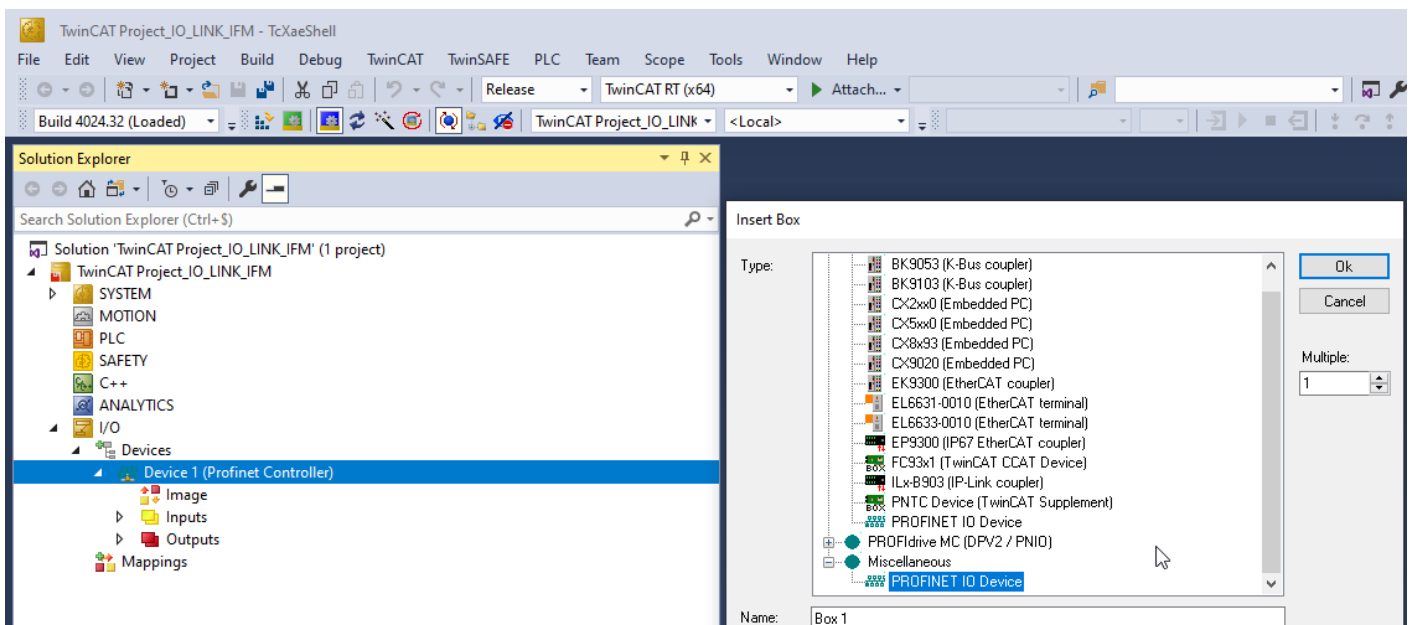 TwinCAT Project_IO_LINK_IFM - TcXaeShell
File Edit View Project Build Debug TwinCAT TwinSAFE PLC Team Scope Tools Window Help
Release TwinCAT RT (x64) Attach...
Build 4024.32 (Loaded) TwinCAT Project_IO_LINK <Local>
Solution Explorer
Search Solution Explorer (Ctrl+$)
Solution 'TwinCAT Project_IO_LINK_IFM' (1 project)
TwinCAT Project_IO_LINK_IFM
SYSTEM
MOTION
PLC
SAFETY
C++
ANALYTICS
I/O
Devices
Device 1 (Profinet Controller)
Image
Inputs
Outputs
Mappings
Insert Box
Type:
BK9053 (K-Bus coupler)
BK9103 (K-Bus coupler)
CX2xx0 (Embedded PC)
CX5xx0 (Embedded PC)
CX8x93 (Embedded PC)
CX9020 (Embedded PC)
EK9300 (EtherCAT coupler)
EL6631-0010 (EtherCAT terminal)
EL6633-0010 (EtherCAT terminal)
EP9300 (IP67 EtherCAT coupler)
FC93x1 (TwinCAT CCAT Device)
ILx-B903 (IP-Link coupler)
PNTC Device (TwinCAT Supplement)
PROFINET IO Device
PROFIdrive MC (DPV2 / PNIO)
Miscellaneous
PROFINET IO Device
Ok
Cancel
Multiple:
1
Name: Box 1